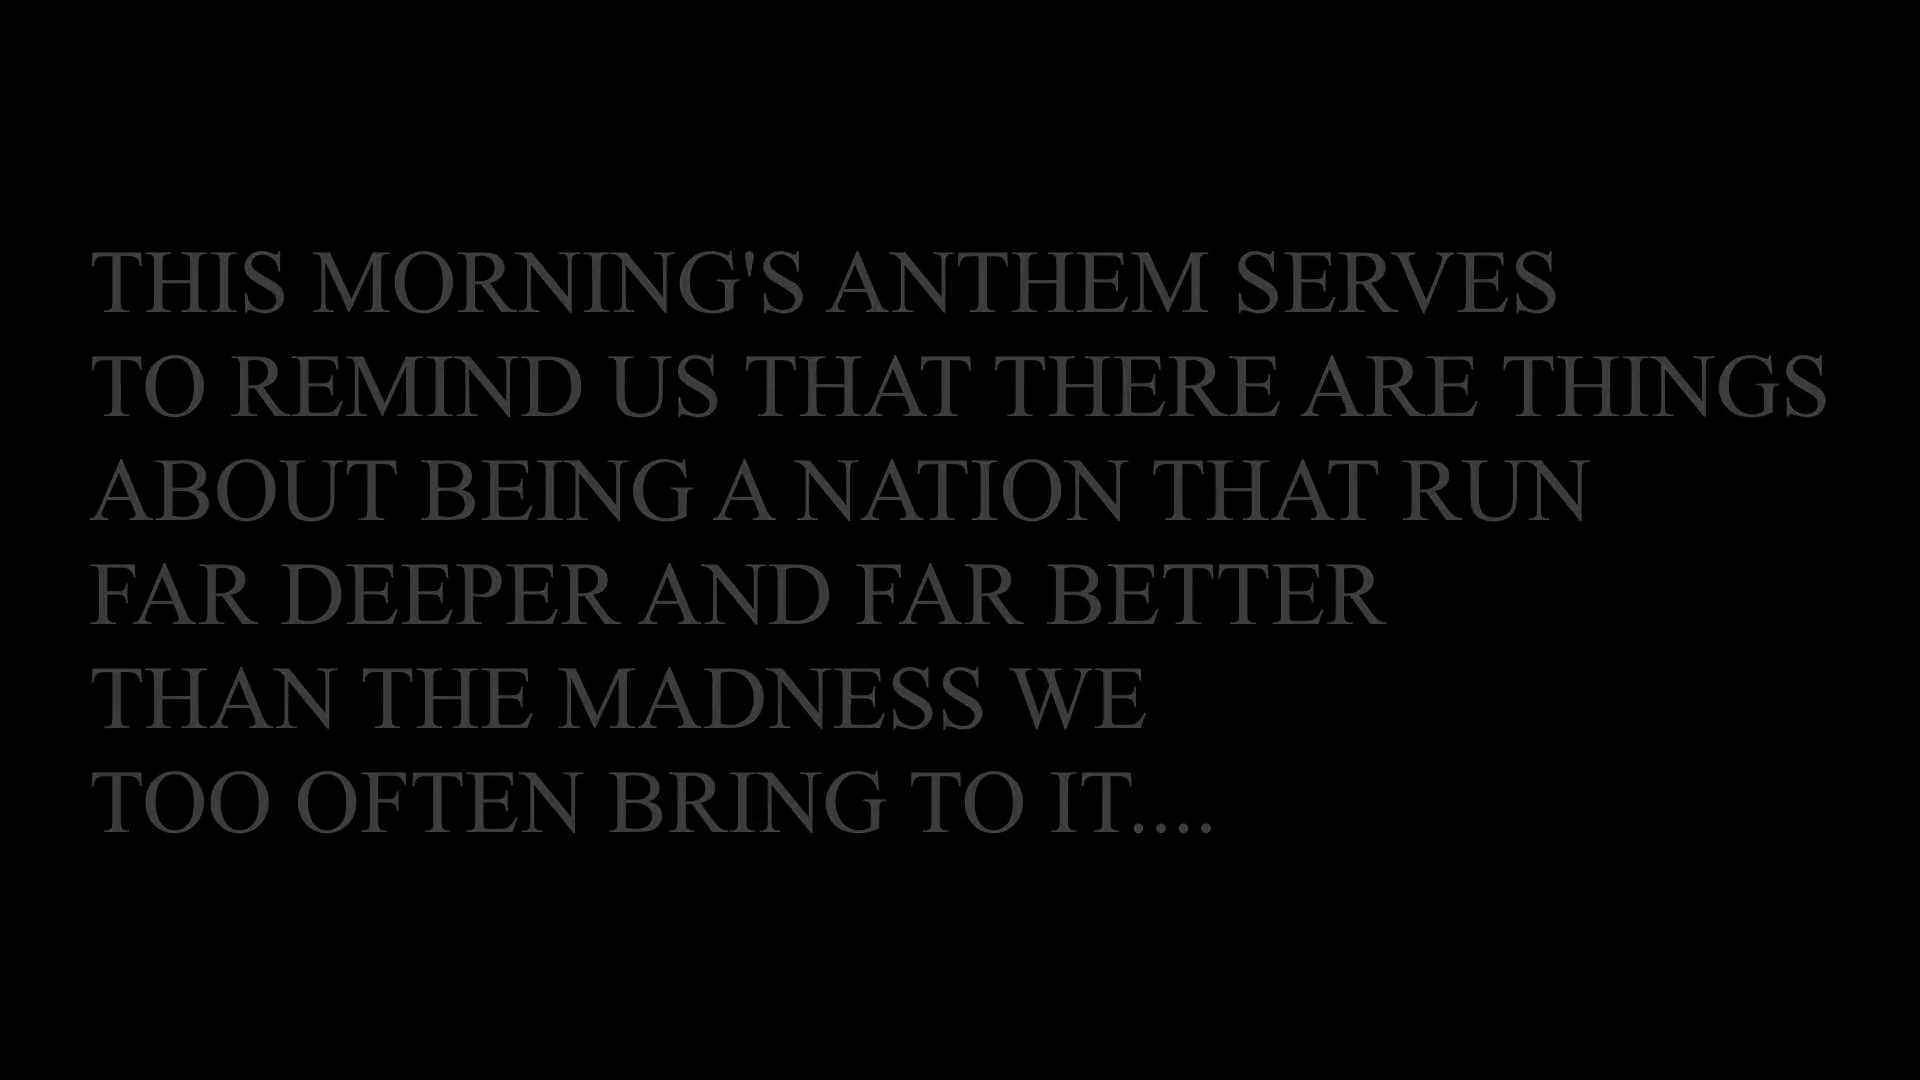 THIS MORNING'S ANTHEM SERVES
TO REMIND US THAT THERE ARE THINGS
ABOUT BEING A NATION THAT RUN
FAR DEEPER AND FAR BETTER
THAN THE MADNESS WE
TOO OFTEN BRING TO IT....